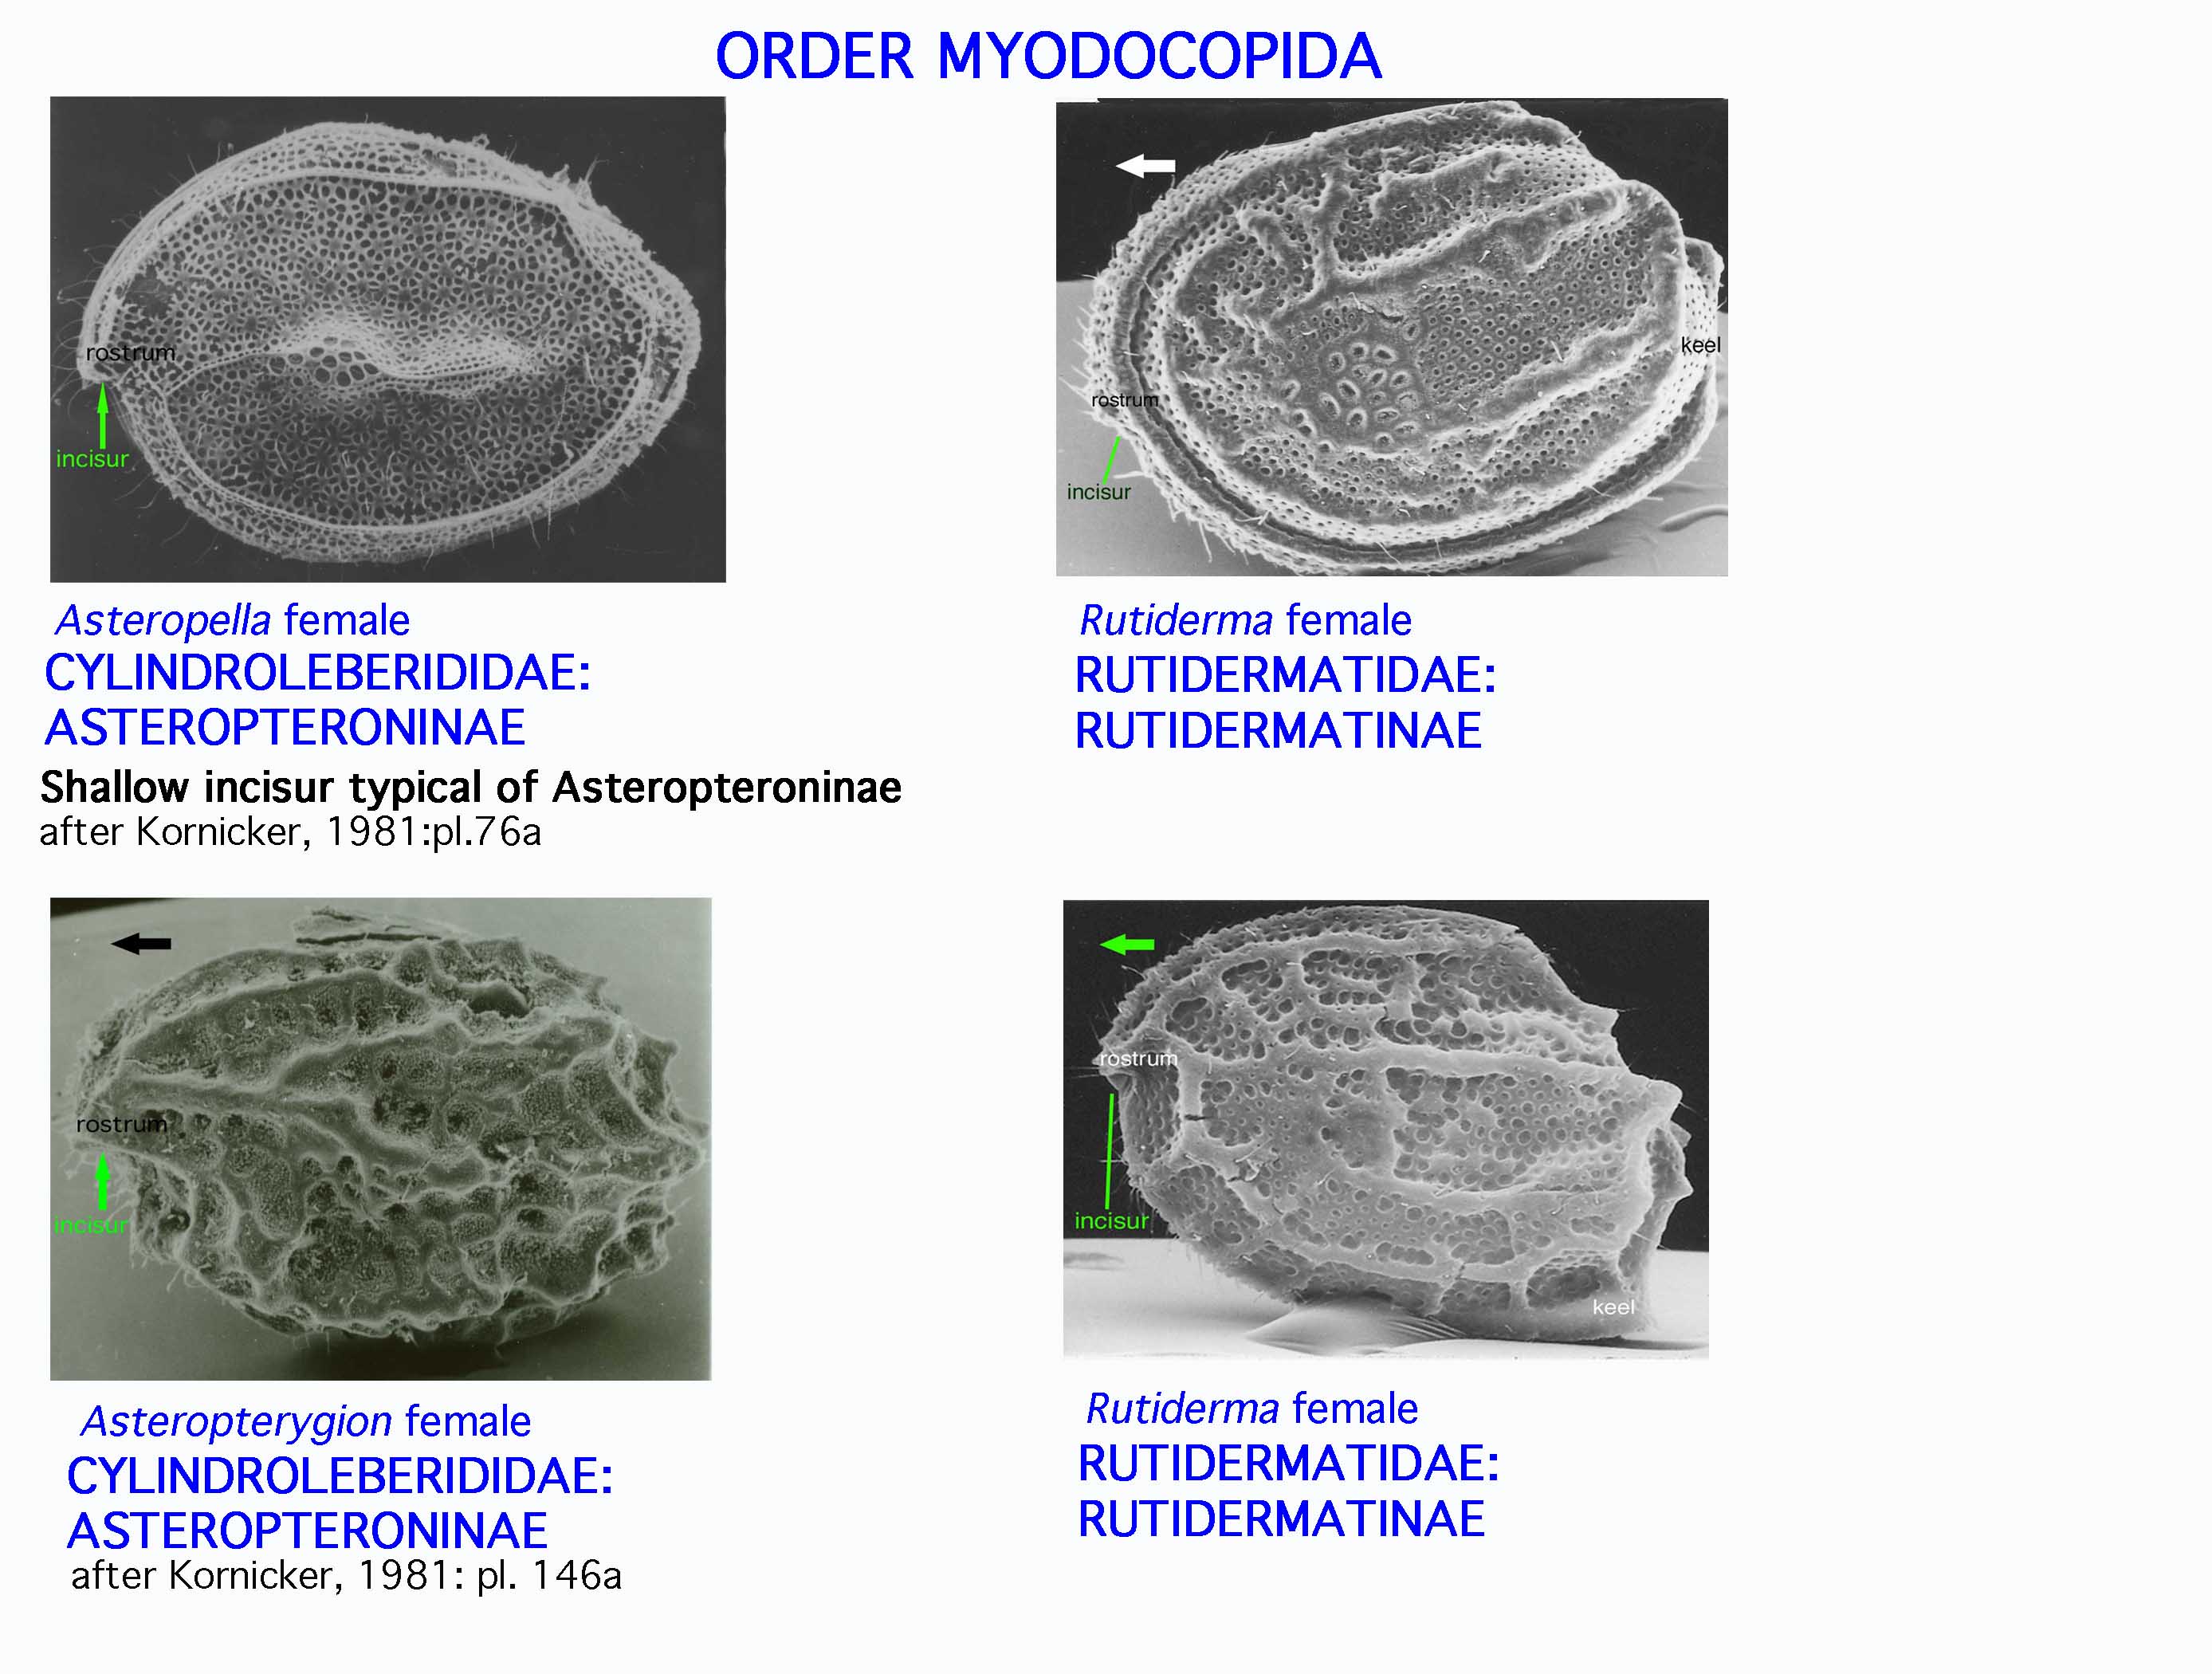 ORDER MYODOCOPIDA
rostrum
incisur
Asteropella female
CYLINDROLEBERIDIDAE:
ASTEROPTERONINAE
Shallow incisur typical of Asteropteroninae
after Kornicker, 1981:pl.76a
keel
rostrum
incisur
Rutiderma female
RUTIDERMATIDAE:
RUTIDERMATINAE
rostrum
incisur
Asteropterygion female
CYLINDROLEBERIDIDAE:
ASTEROPTERONINAE
after Kornicker, 1981: pl. 146a
rostrum
incisur
keel
Rutiderma female
RUTIDERMATIDAE:
RUTIDERMATINAE